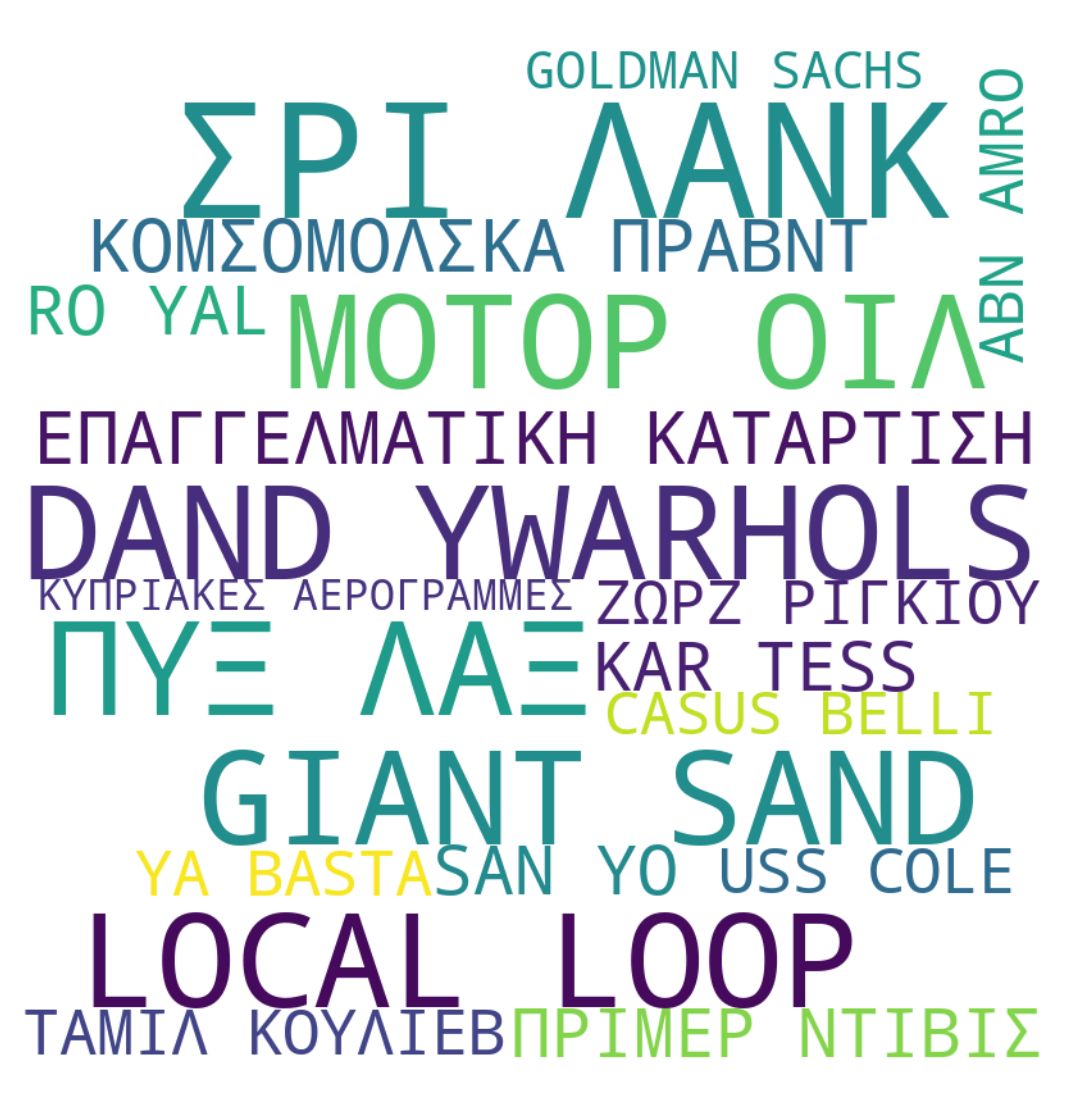 GOLDMAN SACHS
ΣΡΙ ΛΑΝΚ
ABN AMRO
ΚΟΜΣΟΜΟΛΣΚΑ ΠΡΑΒΝΤ
RO YAL
ΜΟΤΟΡ ΟΙΛ
ΕΠΑΓΓΕΛΜΑΤΙΚΗ ΚΑΤΑΡΤΙΣΗ
DAND YWARHOLS
ΚΥΠΡΙΑΚΕΣ ΑΕΡΟΓΡΑΜΜΕΣ
ΖΩΡΖ ΡΙΓΚΙΟΥ
ΠΥΞ ΛΑΞ
KAR TESS
CASUS BELLI
GIANT SAND
YA BASTA
SAN YO
USS COLE
LOCAL LOOP
ΤΑΜΙΛ ΚΟΥΛΙΕΒ
ΠΡΙΜΕΡ ΝΤΙΒΙΣ